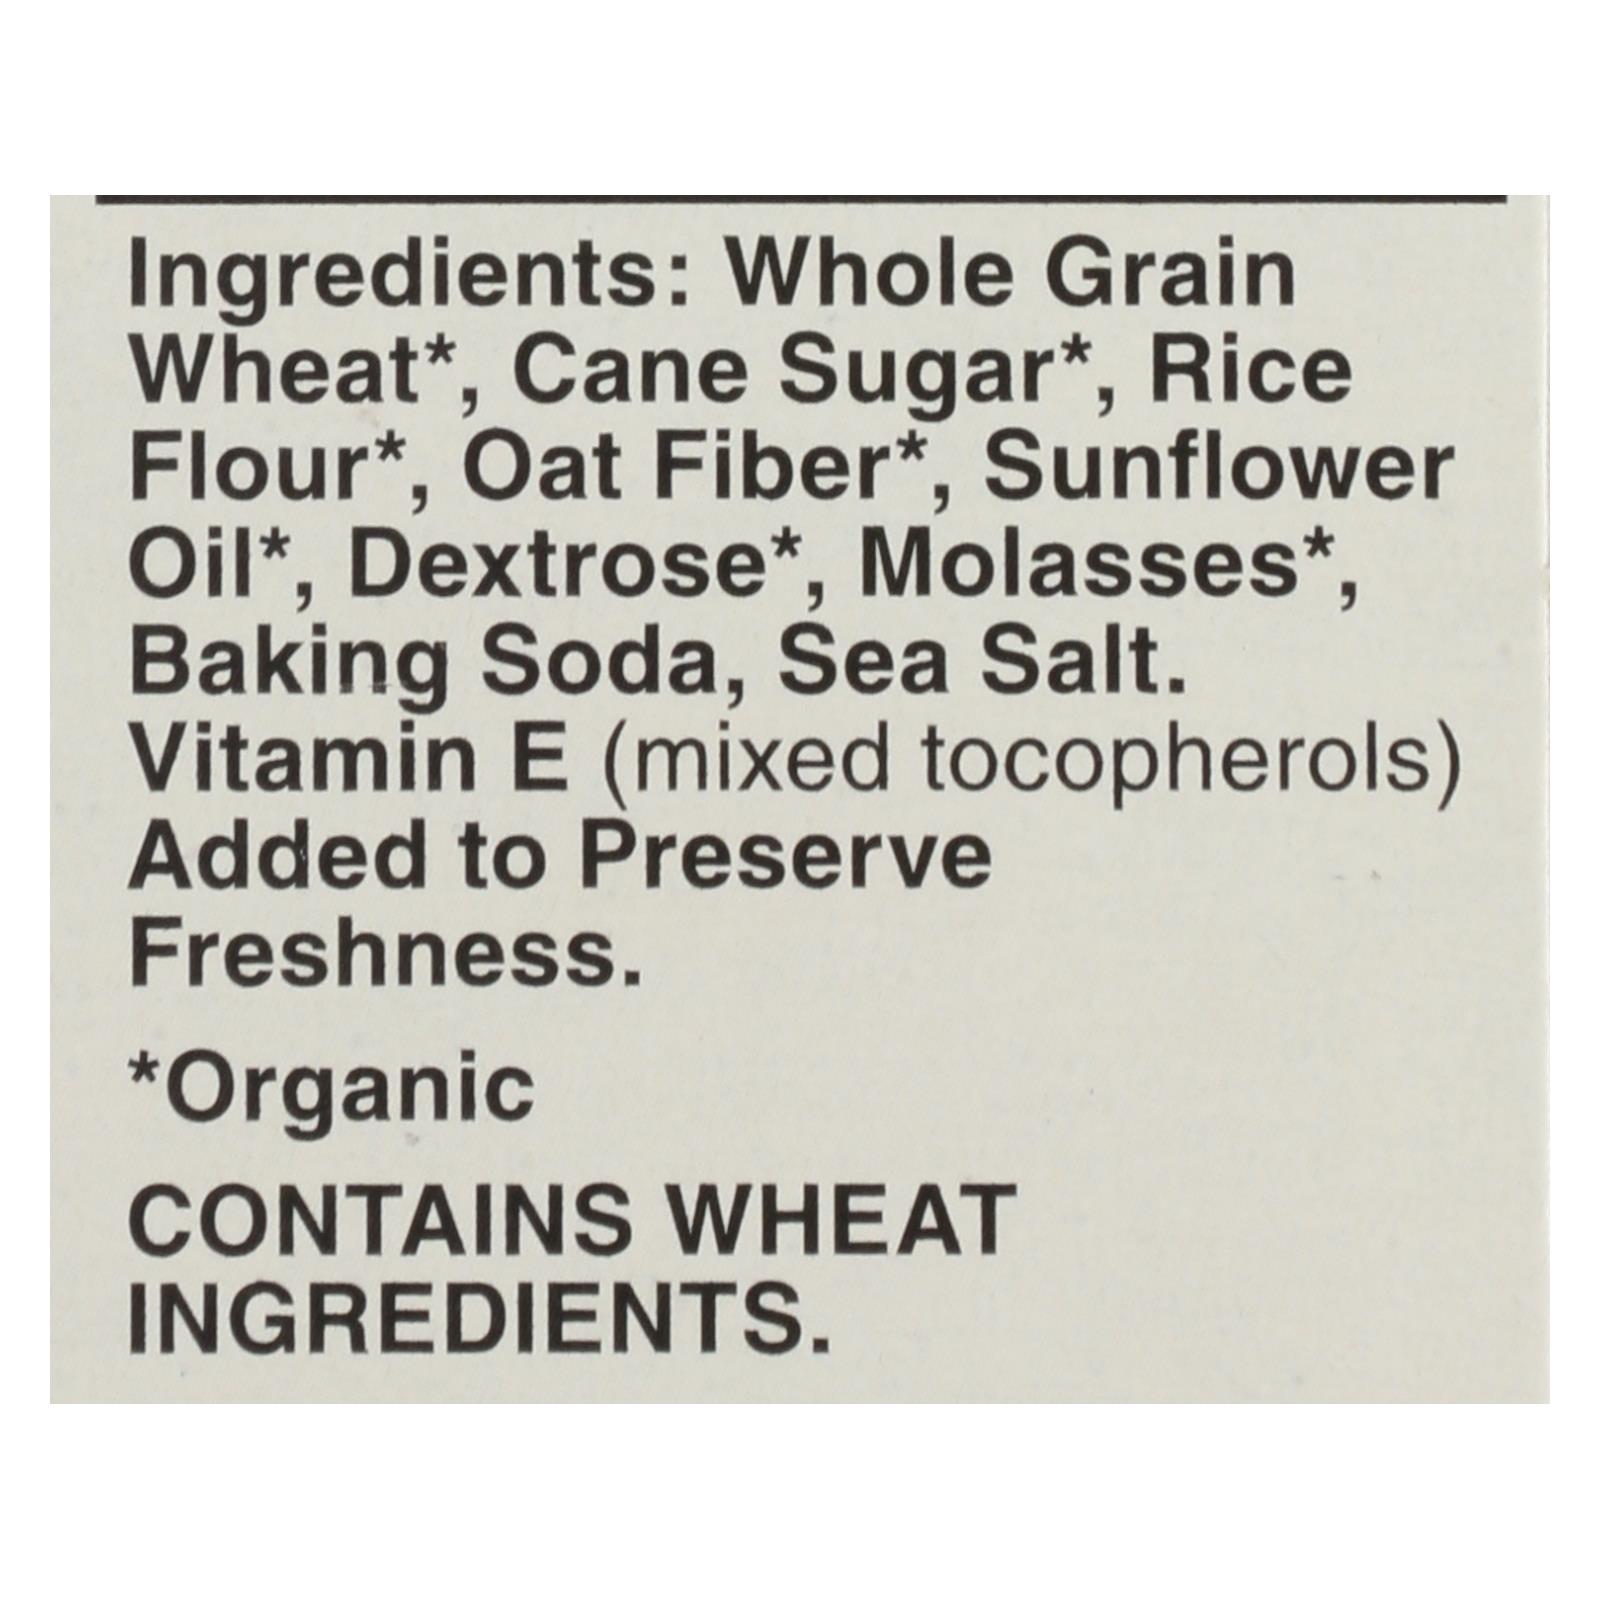 Ingredients: Whole Grain
Wheat*, Cane Sugar*, Rice
Flour*, Oat Fiber*, Sunflower
Oil*, Dextrose*, Molasses*,
Baking Soda, Sea Salt.
Vitamin E (mixed tocopherols)
Added to Preserve
Freshness.
*Organic
CONTAINS WHEAT
INGREDIENTS.